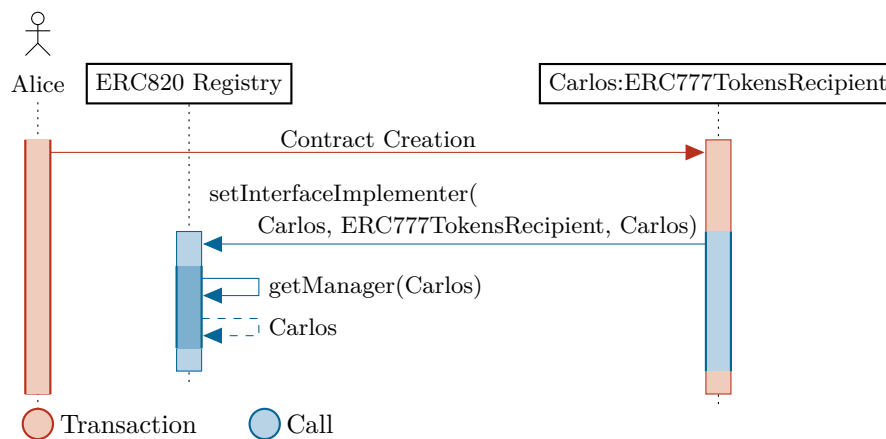 Alice
ERC820 Registry
Carlos:ERC777TokensRecipient
Contract Creation
setInterfaceImplementer(
Carlos, ERC777TokensRecipient, Carlos)
getManager(Carlos)
Carlos
Transaction
Call